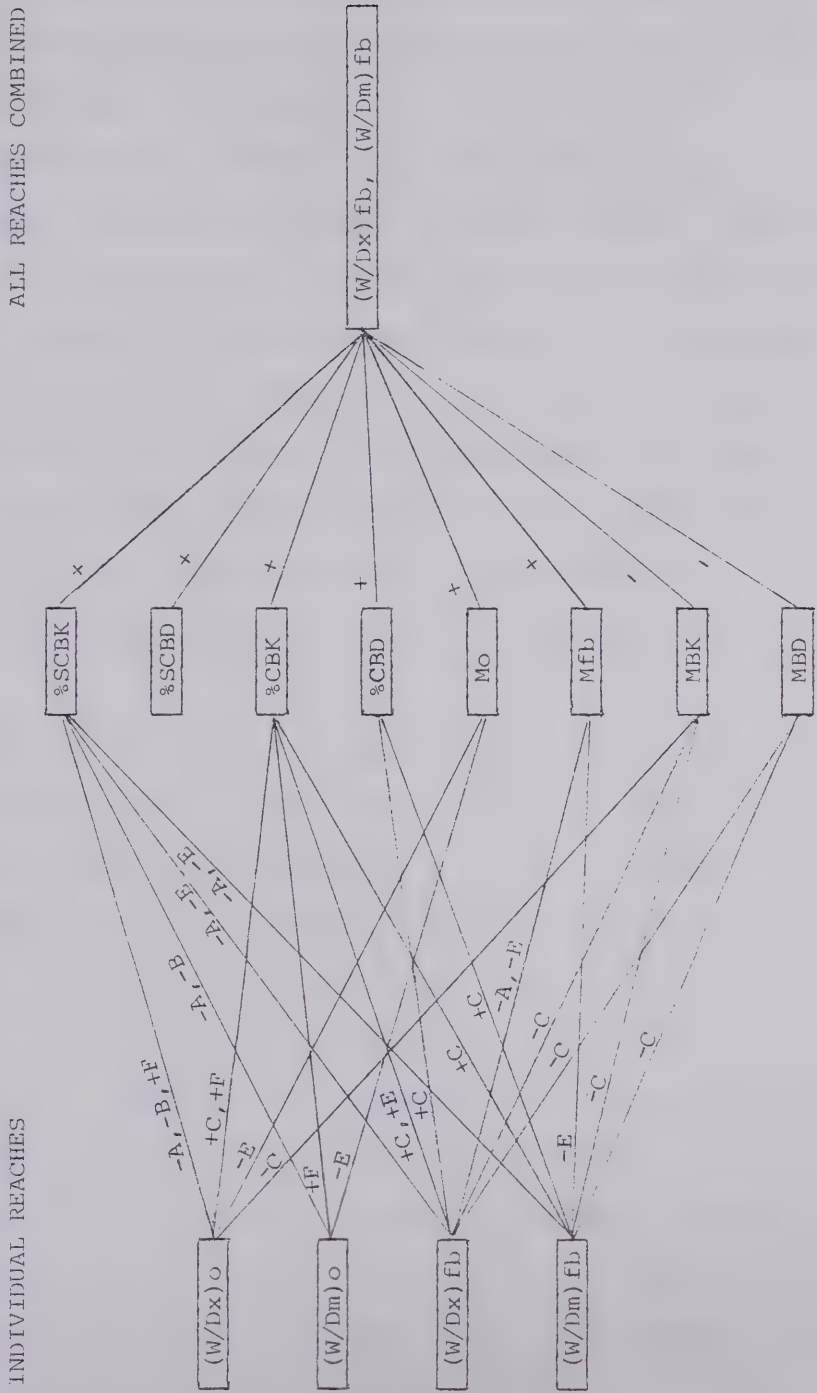 INDIVIDUAL REACHES
ALL REACHES COMBINED
(W/Dx)o
(W/Dm)o
(W/Dx)fb
(W/Dm)fb
-A,-B,+F
+C,+F
-E
-C
-A,-B
+F
-E
-A,-E
+C,+E
+C
-A,-E
-C
-C
-A,-E
+C
+C
-E
-C
-C
%SCBK
%SCBD
%CBK
%CBD
Mo
Mfb
MBK
MBD
+
+
+
+
+
+
-
-
(W/Dx)fb, (W/Dm)fb